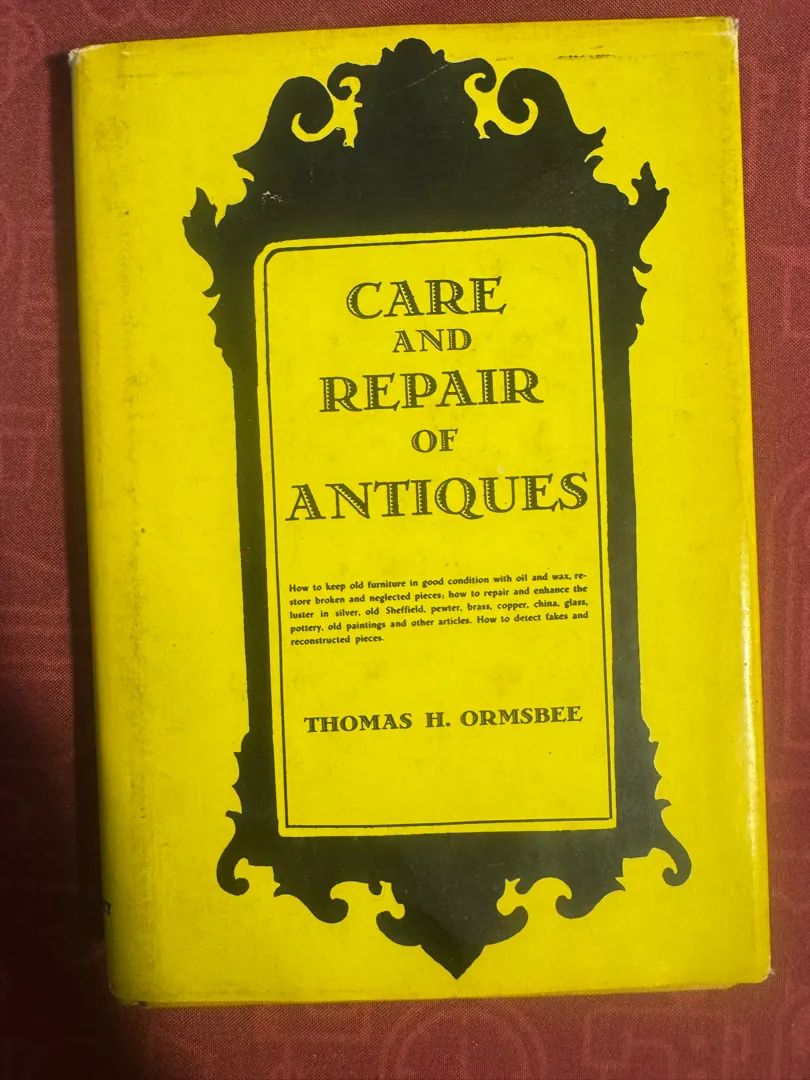 CARE
AND
REPAIR
OF
ANTIQUES
How to keep old furniture in good condition with oil and wax, re-
store broken and neglected pieces; how to repair and enhance the
luster in silver, old Sheffield, pewter, brass, copper, china, glass,
pottery, old paintings and other articles. How to detect fakes and
reconstructed pieces.
THOMAS H. ORMSBEE